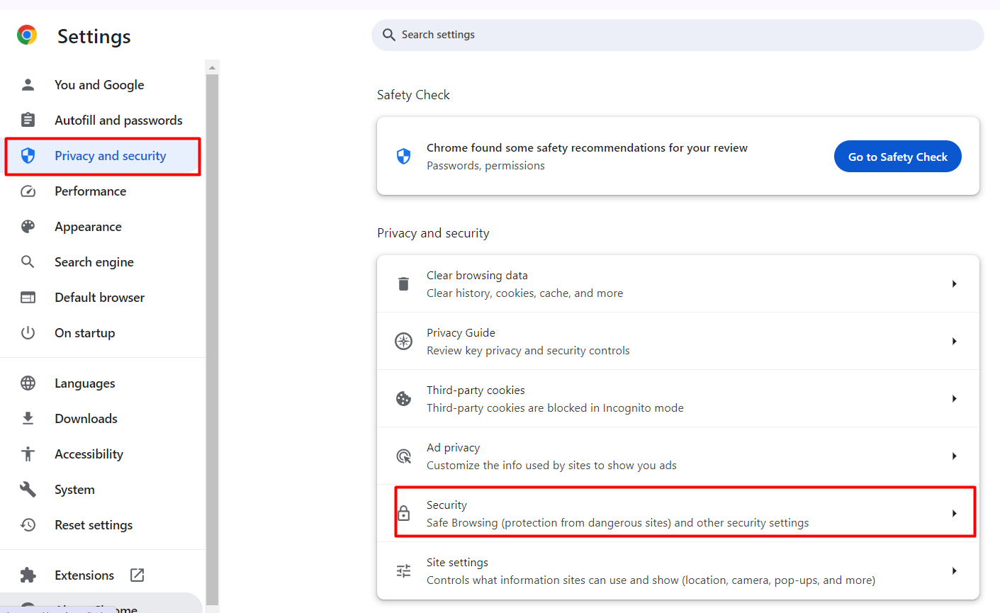 Settings
Search settings
You and Google
Autofill and passwords
Privacy and security
Performance
Appearance
Search engine
Default browser
On startup
Languages
Downloads
Accessibility
System
Reset settings
Extensions
Safety Check
Chrome found some safety recommendations for your review
Passwords, permissions
Go to Safety Check
Privacy and security
Clear browsing data
Clear history, cookies, cache, and more
Privacy Guide
Review key privacy and security controls
Third-party cookies
Third-party cookies are blocked in Incognito mode
Ad privacy
Customize the info used by sites to show you ads
Security
Safe Browsing (protection from dangerous sites) and other security settings
Site settings
Controls what information sites can use and show (location, camera, pop-ups, and more)